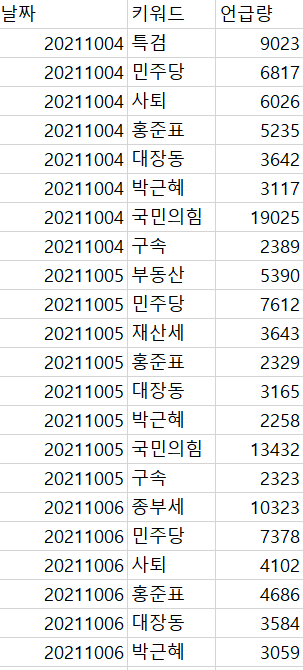 날짜 키워드 언급량
20211004 특검 9023
20211004 민주당 6817
20211004 사퇴 6026
20211004 홍준표 5235
20211004 대장동 3642
20211004 박근혜 3117
20211004 국민의힘 19025
20211004 구속 2389
20211005 부동산 5390
20211005 민주당 7612
20211005 재산세 3643
20211005 홍준표 2329
20211005 대장동 3165
20211005 박근혜 2258
20211005 국민의힘 13432
20211005 구속 2323
20211006 종부세 10323
20211006 민주당 7378
20211006 사퇴 4102
20211006 홍준표 4686
20211006 대장동 3584
20211006 박근혜 3059